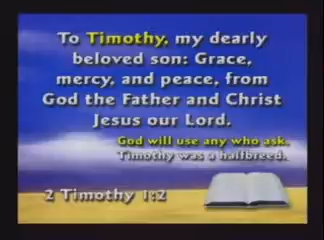 To Timothy, my dearly
beloved son: Grace,
mercy, and peace, from
God the Father and Christ
Jesus our Lord.
God will use any who ask.
Timothy was a halfbreed.
2 Timothy 1:2